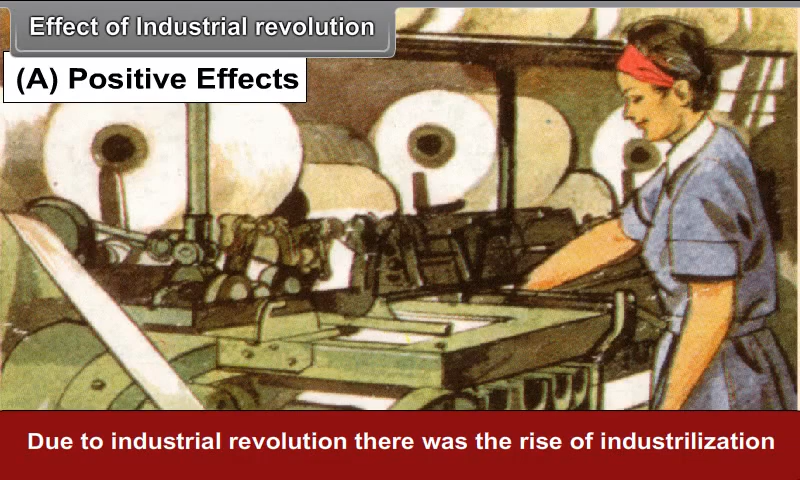 Effect of Industrial revolution
(A) Positive Effects
Due to industrial revolution there was the rise of industrilization